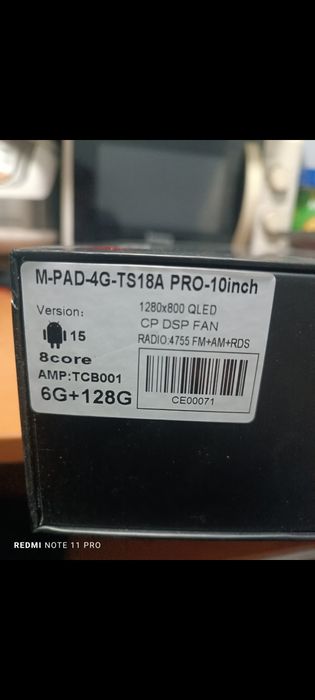 M-PAD-4G-TS18A PRO-10inch
Version:
1280x800 QLED
CP DSP FAN
15
RADIO:4755 FM+AM+RDS
8core
AMP:TCB001
6G+128G
CE00071
REDMI NOTE 11 PRO